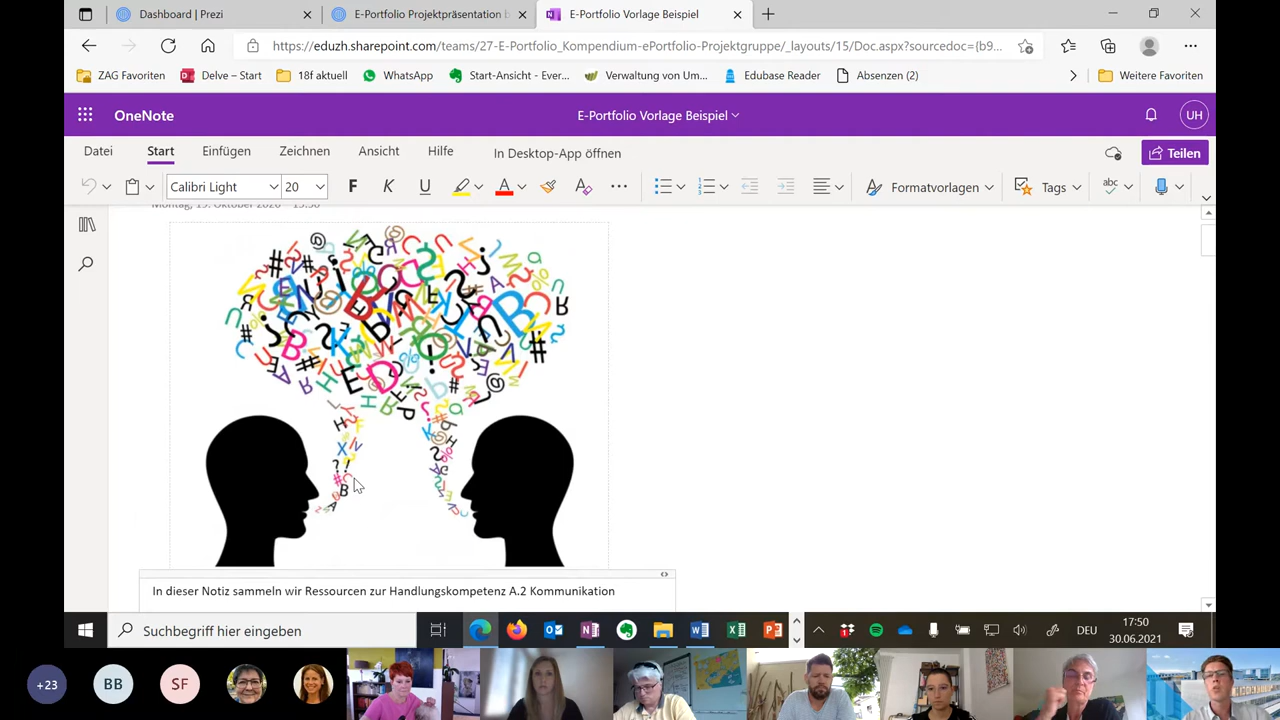 Dashboard | Prezi
E-Portfolio Projektpräsentation b
E-Portfolio Vorlage Beispiel
https://eduzh.sharepoint.com/teams/27-E-Portfolio_Kompendium-ePortfolio-Projektgruppe/_layouts/15/Doc.aspx?sourcedoc={b9...
ZAG Favoriten
Delve – Start
18f aktuell
WhatsApp
Start-Ansicht - Ever...
Verwaltung von Um...
Edubase Reader
Absenzen (2)
Weitere Favoriten
OneNote
E-Portfolio Vorlage Beispiel
UH
Datei
Start
Einfügen
Zeichnen
Ansicht
Hilfe
In Desktop-App öffnen
Teilen
Calibri Light
20
F
K
U
A
Formatvorlagen
Tags
abc
In dieser Notiz sammeln wir Ressourcen zur Handlungskompetenz A.2 Kommunikation
Suchbegriff hier eingeben
DEU
17:50
30.06.2021
+23
BB
SF